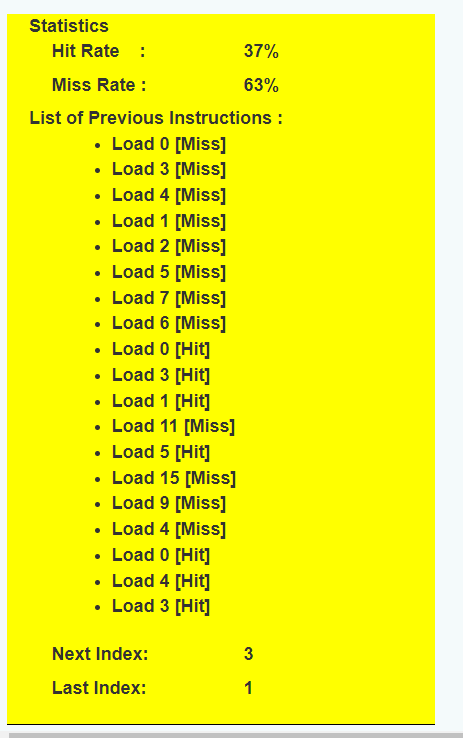 Statistics
Hit Rate : 37%
Miss Rate : 63%
List of Previous Instructions :
• Load 0 [Miss]
• Load 3 [Miss]
• Load 4 [Miss]
• Load 1 [Miss]
• Load 2 [Miss]
• Load 5 [Miss]
• Load 7 [Miss]
• Load 6 [Miss]
• Load 0 [Hit]
• Load 3 [Hit]
• Load 1 [Hit]
• Load 11 [Miss]
• Load 5 [Hit]
• Load 15 [Miss]
• Load 9 [Miss]
• Load 4 [Miss]
• Load 0 [Hit]
• Load 4 [Hit]
• Load 3 [Hit]
Next Index: 3
Last Index: 1